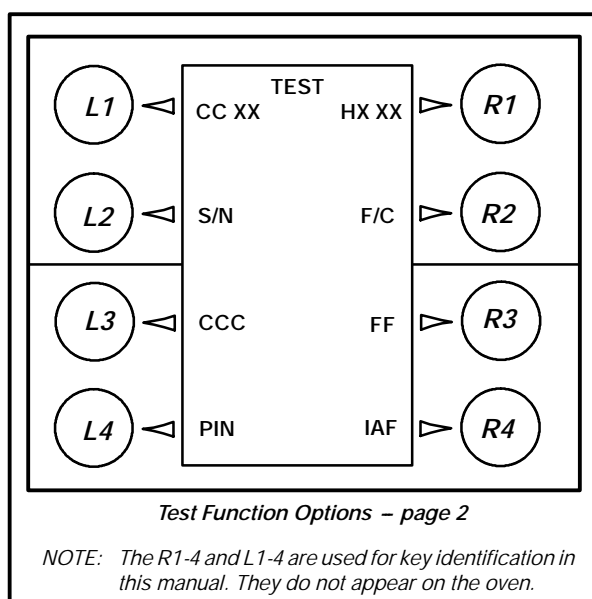 TEST
L1 CC XX HX XX R1
L2 S/N F/C R2
L3 CCC FF R3
L4 PIN IAF R4
Test Function Options – page 2
NOTE: The R1-4 and L1-4 are used for key identification in
this manual. They do not appear on the oven.